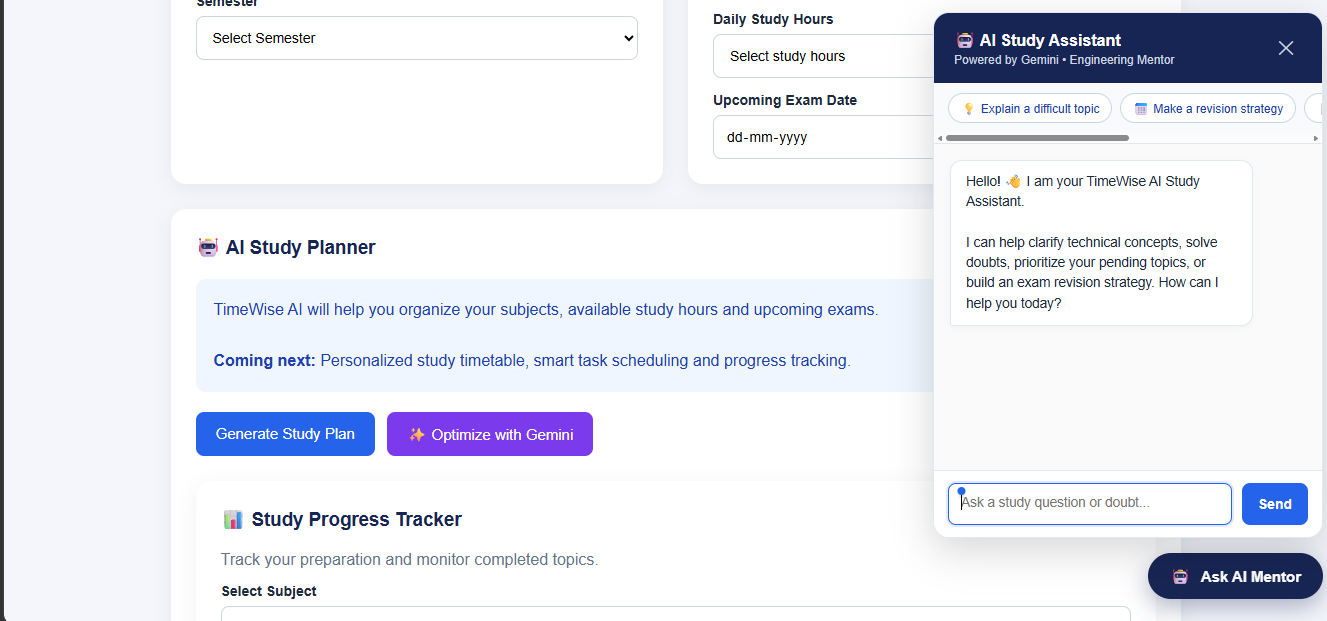 Semester
Select Semester
Daily Study Hours
Select study hours
Upcoming Exam Date
dd-mm-yyyy
AI Study Planner
TimeWise AI will help you organize your subjects, available study hours and upcoming exams.
Coming next: Personalized study timetable, smart task scheduling and progress tracking.
Generate Study Plan
✨ Optimize with Gemini
Study Progress Tracker
Track your preparation and monitor completed topics.
Select Subject
AI Study Assistant
Powered by Gemini • Engineering Mentor
Explain a difficult topic
Make a revision strategy
Hello! 👋 I am your TimeWise AI Study
Assistant.
I can help clarify technical concepts, solve
doubts, prioritize your pending topics, or
build an exam revision strategy. How can I
help you today?
Ask a study question or doubt...
Send
Ask AI Mentor